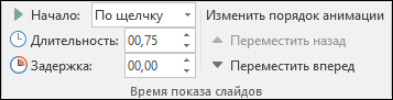 Начало: По щелчку
Длительность: 00,75
Задержка: 00,00
Изменить порядок анимации
Переместить назад
Переместить вперед
Время показа слайдов